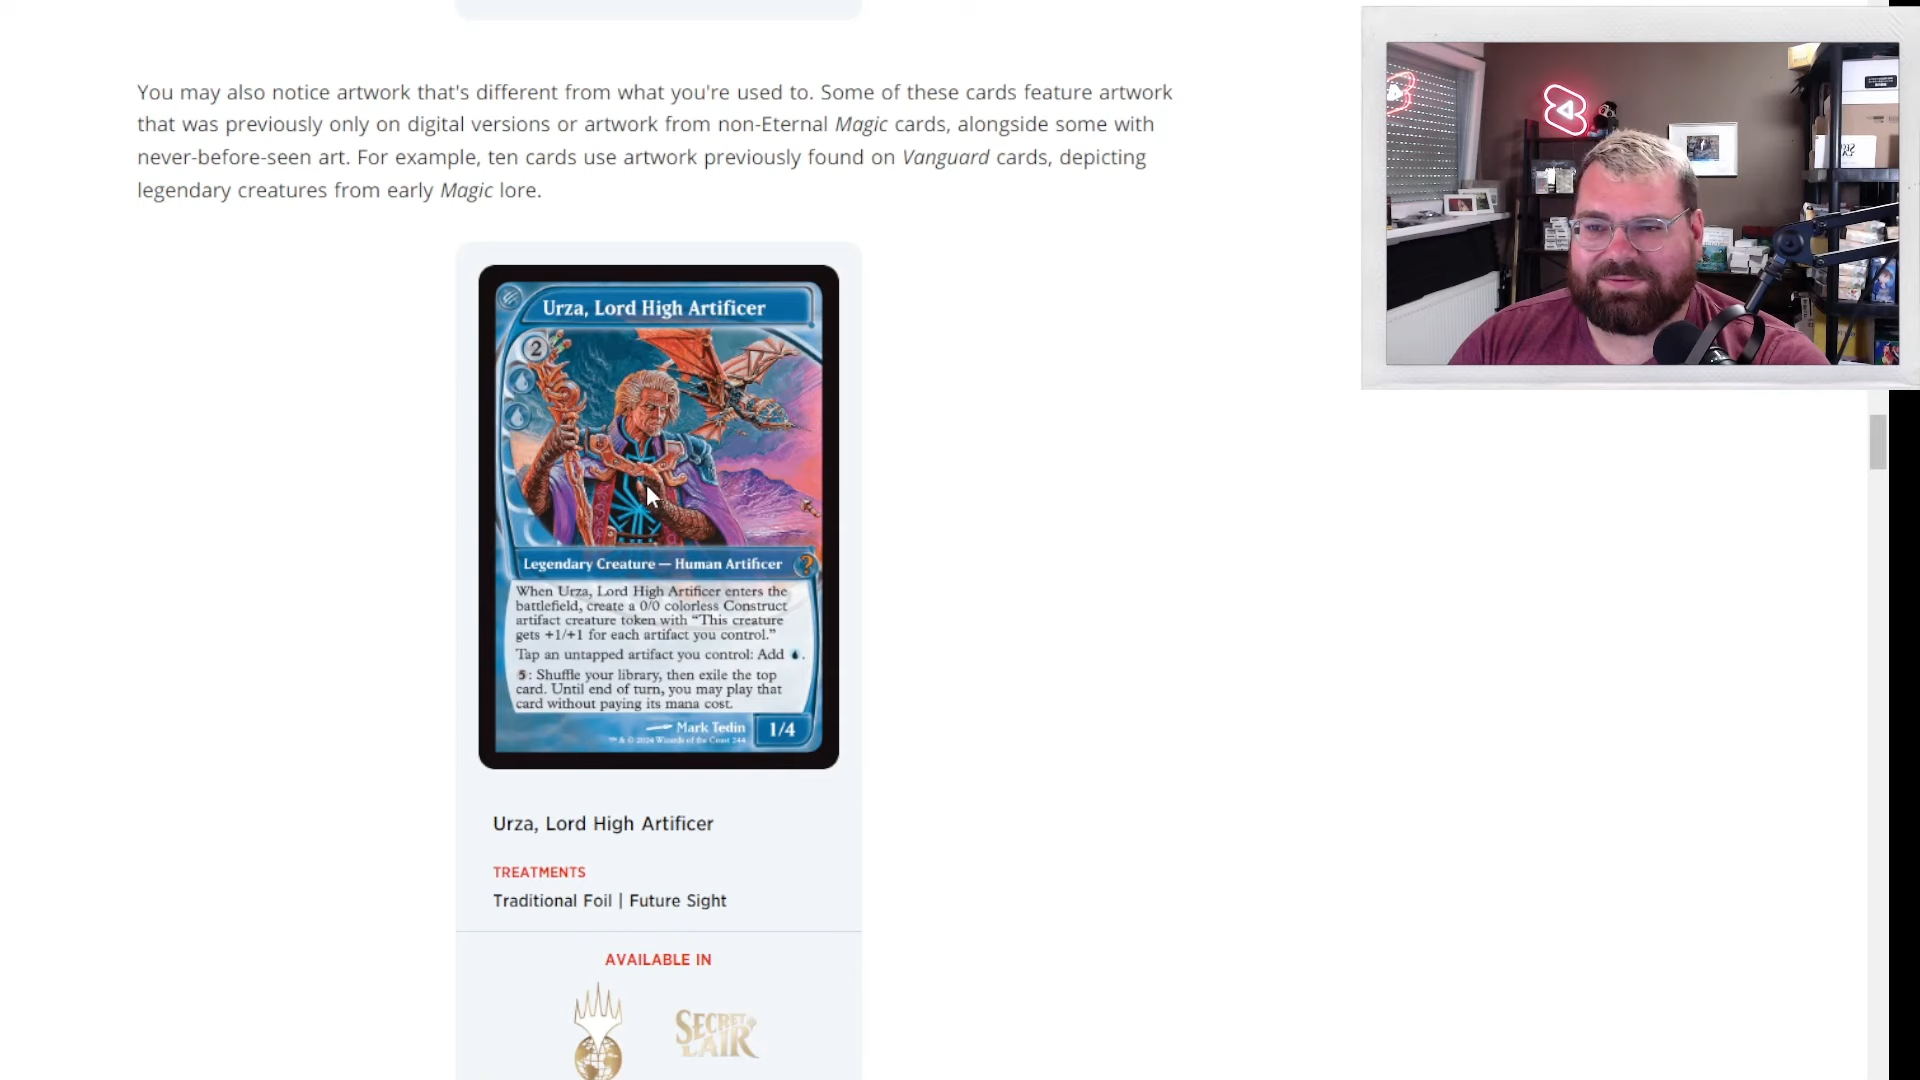 You may also notice artwork that's different from what you're used to. Some of these cards feature artwork
that was previously only on digital versions or artwork from non-Eternal Magic cards, alongside some with
never-before-seen art. For example, ten cards use artwork previously found on Vanguard cards, depicting
legendary creatures from early Magic lore.
Urza, Lord High Artificer
2
Legendary Creature — Human Artificer
When Urza, Lord High Artificer enters the
battlefield, create a 0/0 colorless Construct
artifact creature token with “This creature
gets +1/+1 for each artifact you control.”
Tap an untapped artifact you control: Add .
5: Shuffle your library, then exile the top
card. Until end of turn, you may play that
card without paying its mana cost.
Mark Tedin
1/4
™ & © 2024 Wizards of the Coast 244
Urza, Lord High Artificer
TREATMENTS
Traditional Foil | Future Sight
AVAILABLE IN
SECRET
LAIR